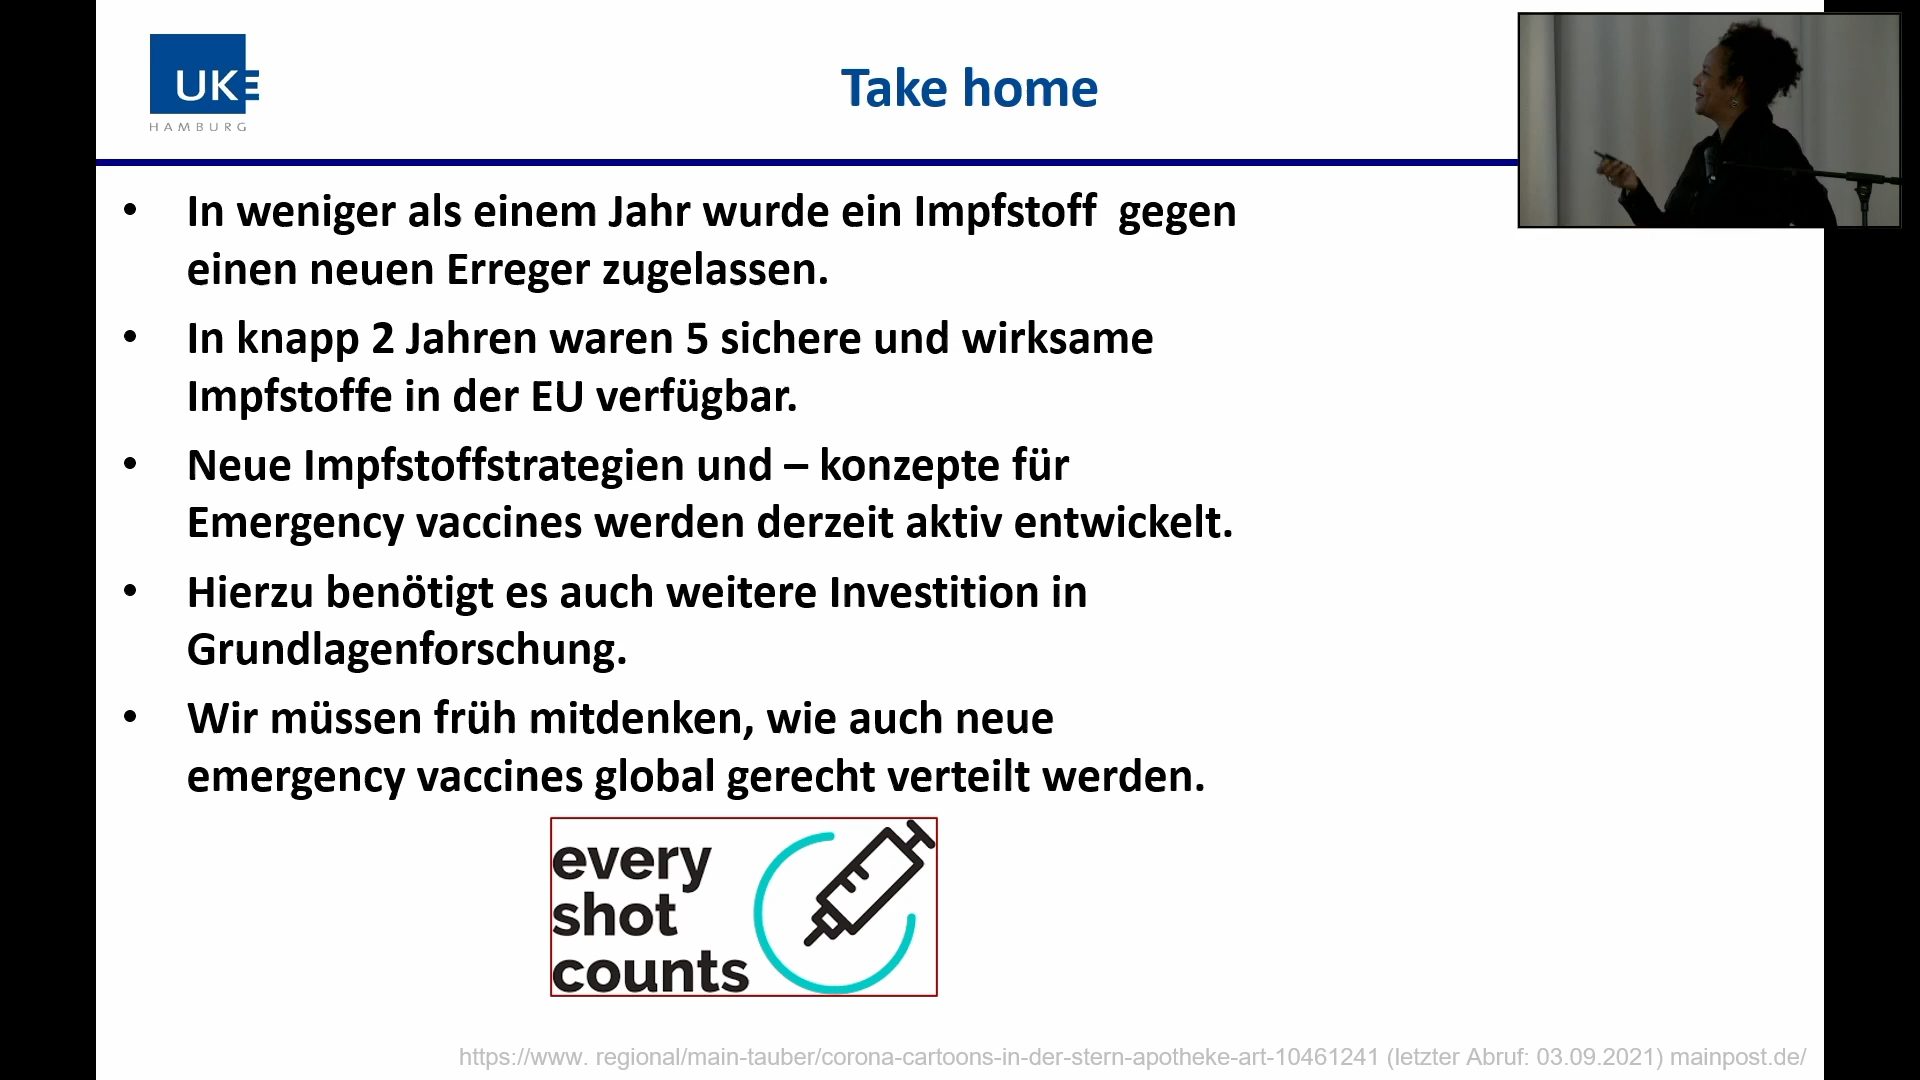 UKE
HAMBURG
Take home
• In weniger als einem Jahr wurde ein Impfstoff  gegen
einen neuen Erreger zugelassen.
• In knapp 2 Jahren waren 5 sichere und wirksame
Impfstoffe in der EU verfügbar.
• Neue Impfstoffstrategien und – konzepte für
Emergency vaccines werden derzeit aktiv entwickelt.
• Hierzu benötigt es auch weitere Investition in
Grundlagenforschung.
• Wir müssen früh mitdenken, wie auch neue
emergency vaccines global gerecht verteilt werden.
every
shot
counts
https://www. regional/main-tauber/corona-cartoons-in-der-stern-apotheke-art-10461241 (letzter Abruf: 03.09.2021) mainpost.de/